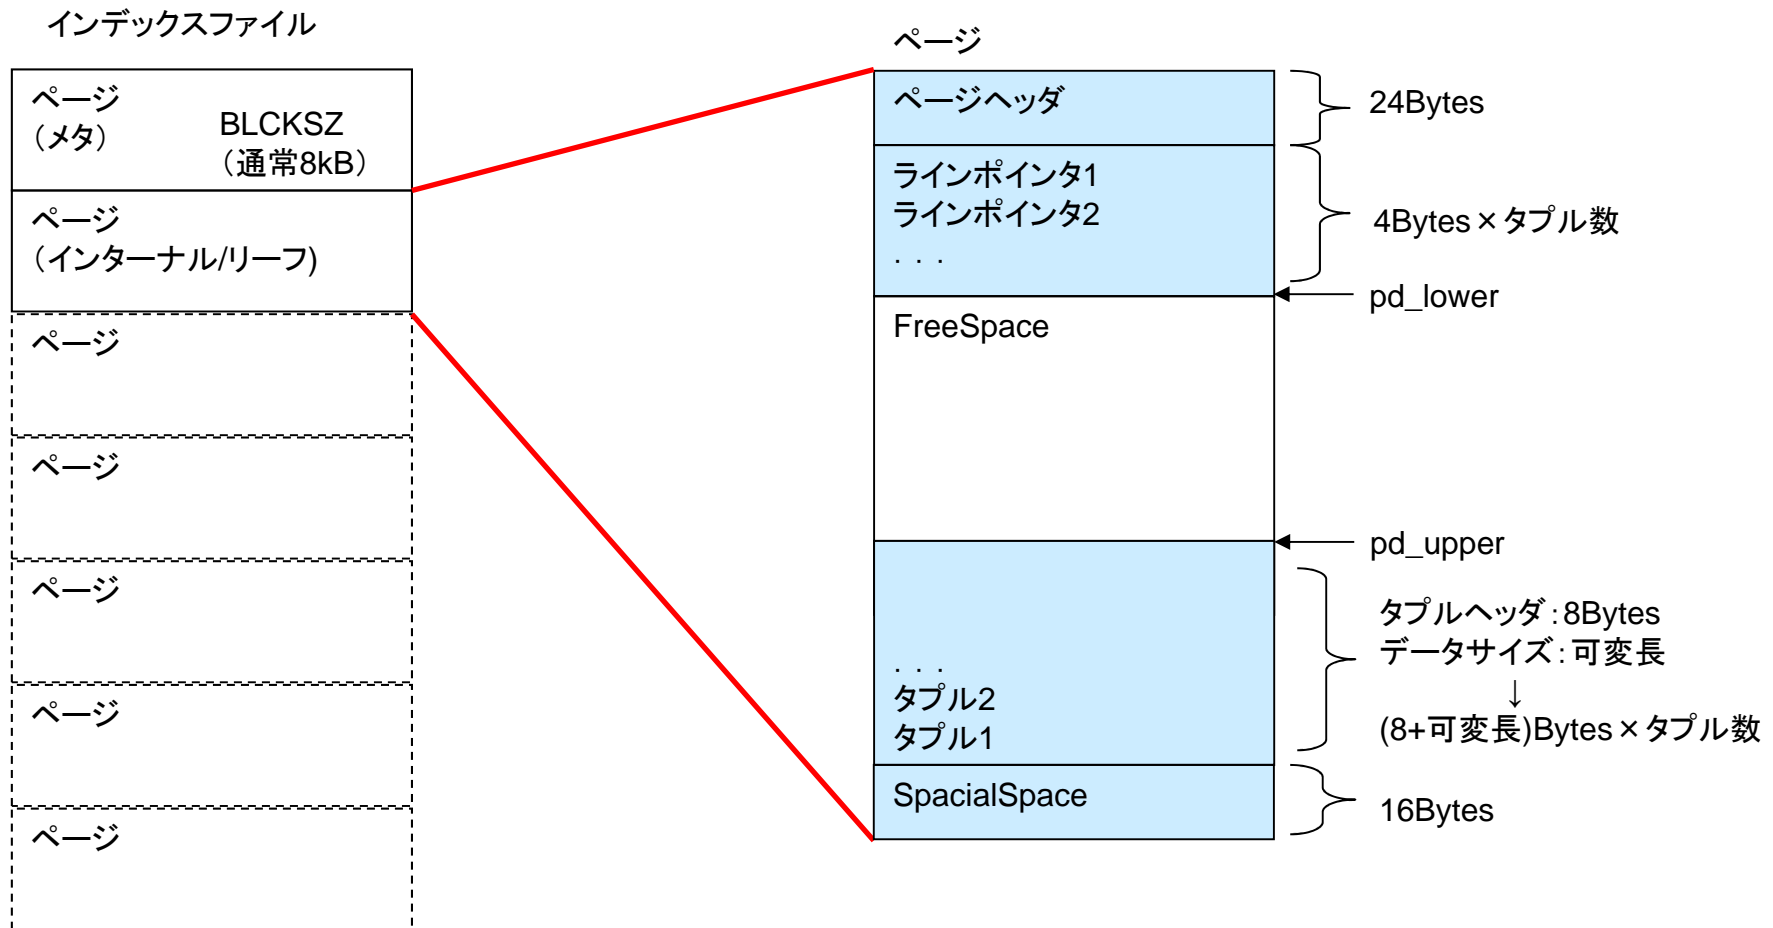 インデックスファイル
ページ
（メタ）
BLCKSZ
（通常8kB）
ページ
（インターナル/リーフ)
ページ
ページ
ページ
ページ
ページ
ページ
ページヘッダ
24Bytes
ラインポインタ1
ラインポインタ2
. . .
4Bytes×タプル数
pd_lower
FreeSpace
pd_upper
. . .
タプル2
タプル1
タプルヘッダ：8Bytes
データサイズ：可変長
↓
(8+可変長)Bytes×タプル数
SpacialSpace
16Bytes